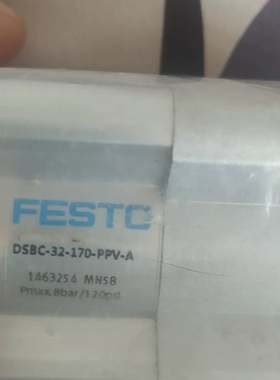 FESTO
DSBC-32-170-PPV-A
1463254 MN58
Pmax.8bar/120psi